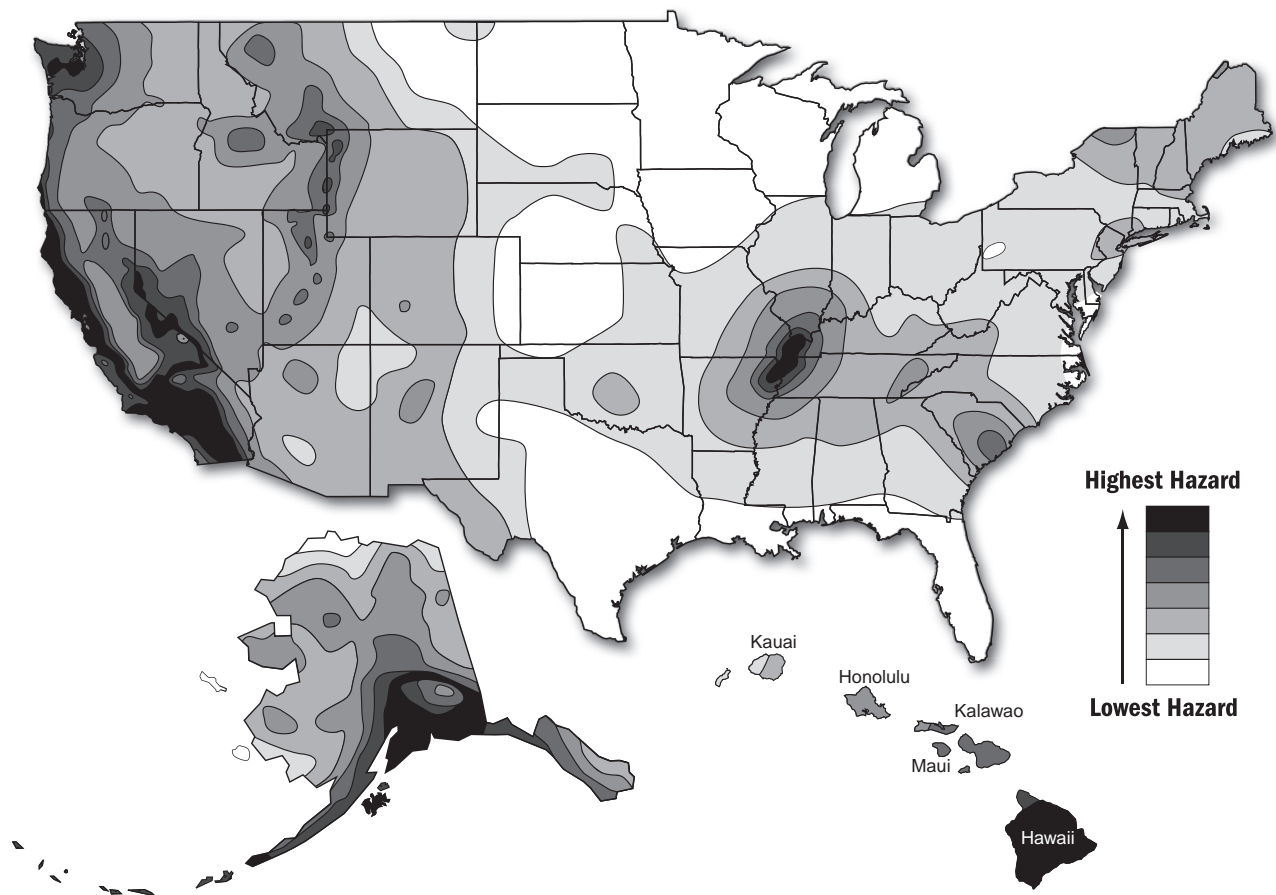 Highest Hazard
Lowest Hazard
Kauai
Honolulu
Kalawao
Maui
Hawaii